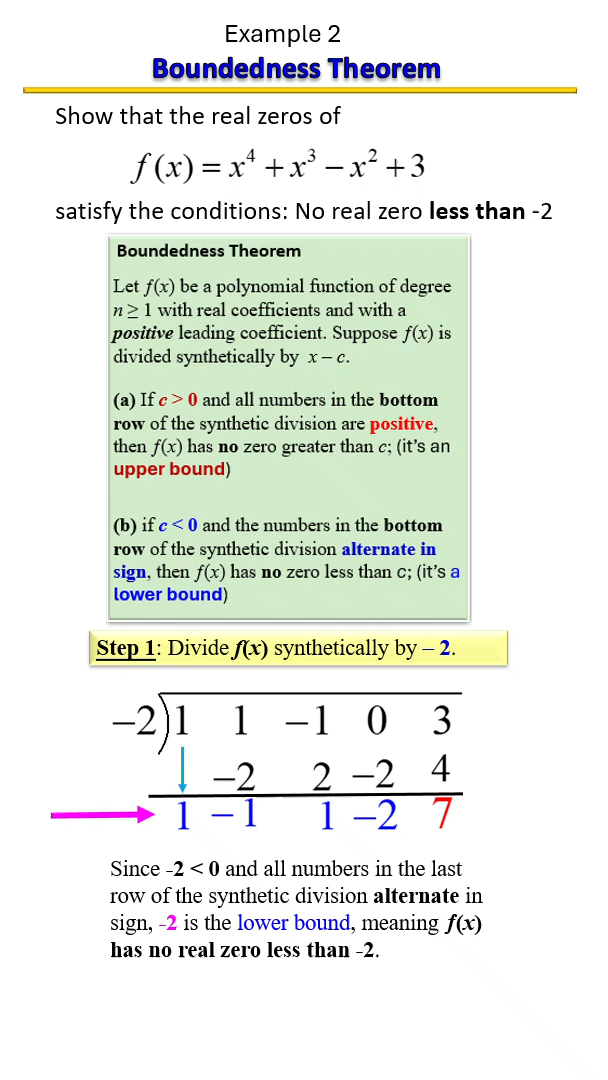 Example 2
Boundedness Theorem
Show that the real zeros of
f(x) = x⁴ + x³ − x² + 3
satisfy the conditions: No real zero less than -2
Boundedness Theorem
Let f(x) be a polynomial function of degree
n ≥ 1 with real coefficients and with a
positive leading coefficient. Suppose f(x) is
divided synthetically by x – c.
(a) If c > 0 and all numbers in the bottom
row of the synthetic division are positive,
then f(x) has no zero greater than c; (it's an
upper bound)
(b) if c < 0 and the numbers in the bottom
row of the synthetic division alternate in
sign, then f(x) has no zero less than c; (it's a
lower bound)
Step 1: Divide f(x) synthetically by – 2.
−2)1 1 −1 0 3
−2 2 −2 4
1 −1 1 −2 7
Since -2 < 0 and all numbers in the last
row of the synthetic division alternate in
sign, -2 is the lower bound, meaning f(x)
has no real zero less than -2.